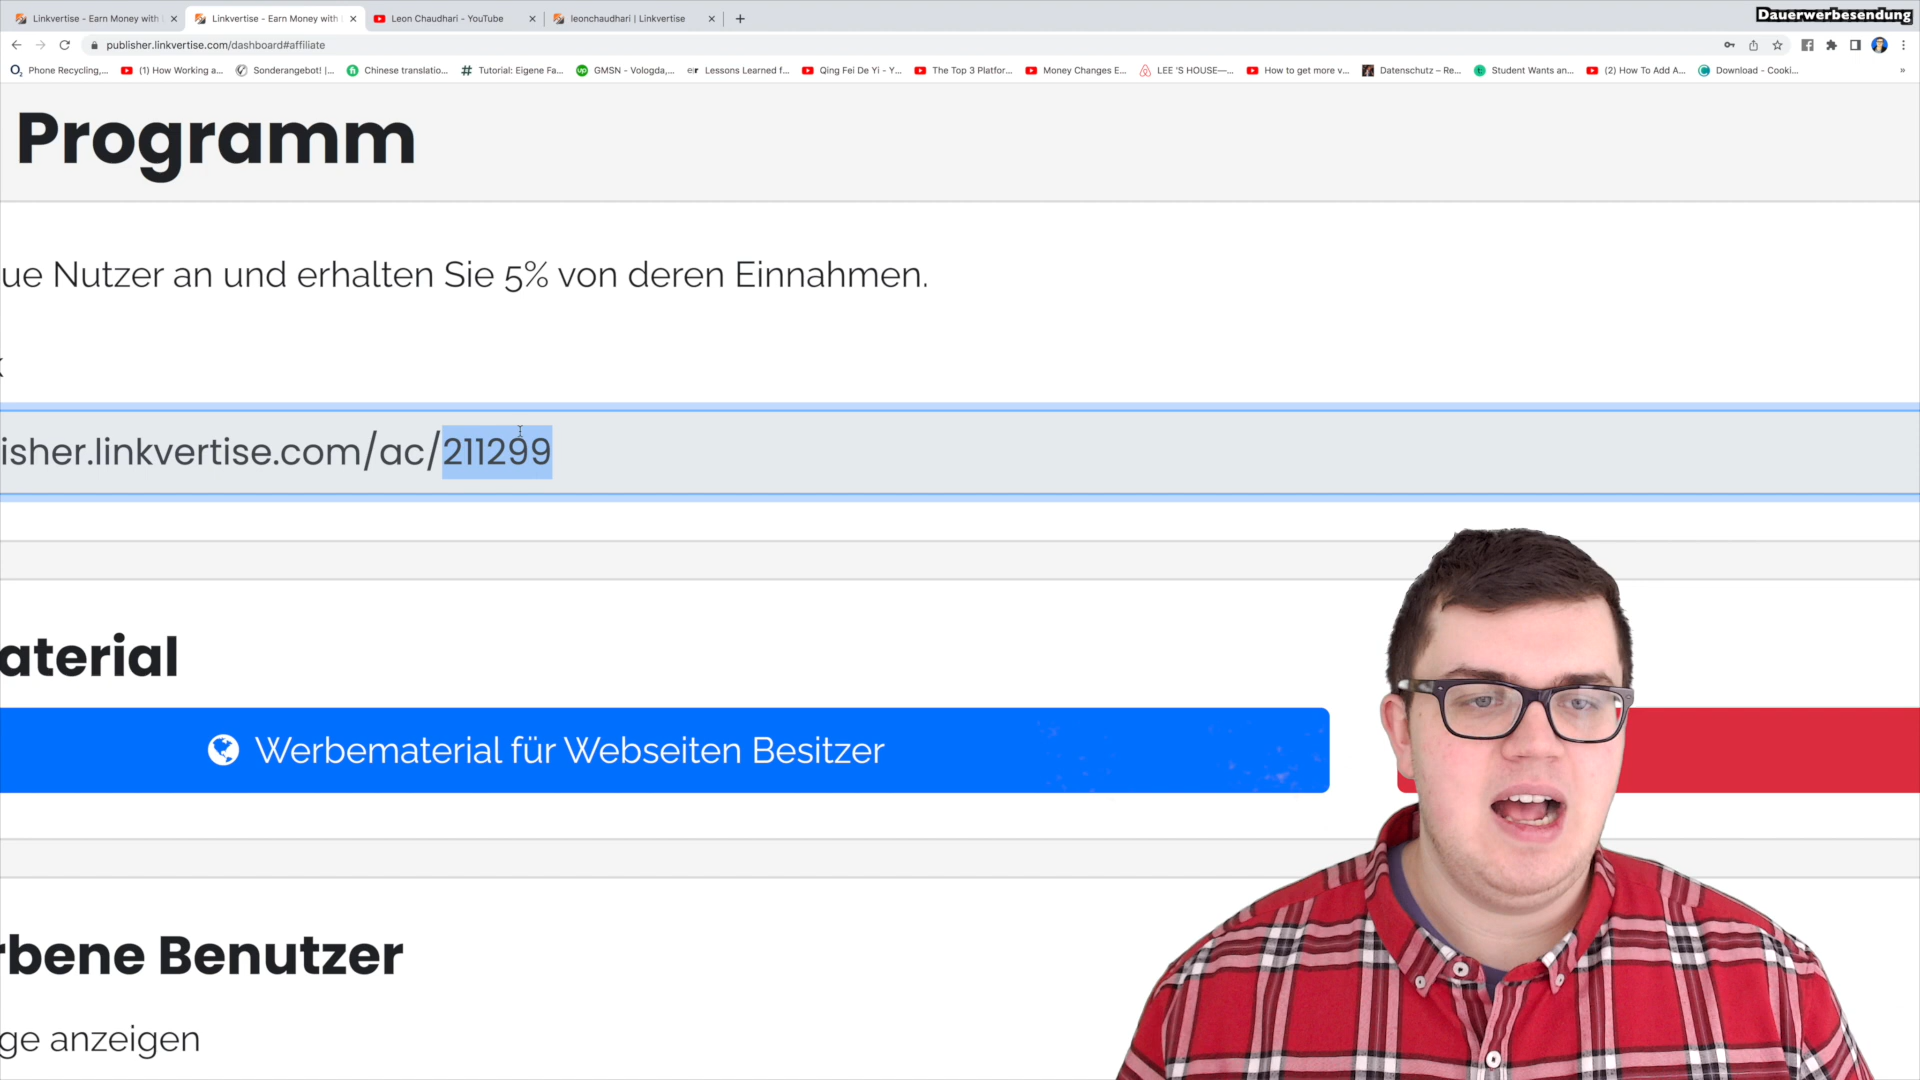 Linkvertise - Earn Money with
Linkvertise - Earn Money with
Leon Chaudhari - YouTube
leonchaudhari | Linkvertise
Dauerwerbesendung
publisher.linkvertise.com/dashboard#affiliate
Phone Recycling,...
(1) How Working a...
Sonderangebot! |...
Chinese translatio...
Tutorial: Eigene Fa...
GMSN - Vologda,...
Lessons Learned f...
Qing Fei De Yi - Y...
The Top 3 Platfor...
Money Changes E...
LEE 'S HOUSE—...
How to get more v...
Datenschutz – Re...
Student Wants an...
(2) How To Add A...
Download - Cooki...
Programm
ue Nutzer an und erhalten Sie 5% von deren Einnahmen.
isher.linkvertise.com/ac/211299
aterial
Werbematerial für Webseiten Besitzer
rbene Benutzer
ge anzeigen